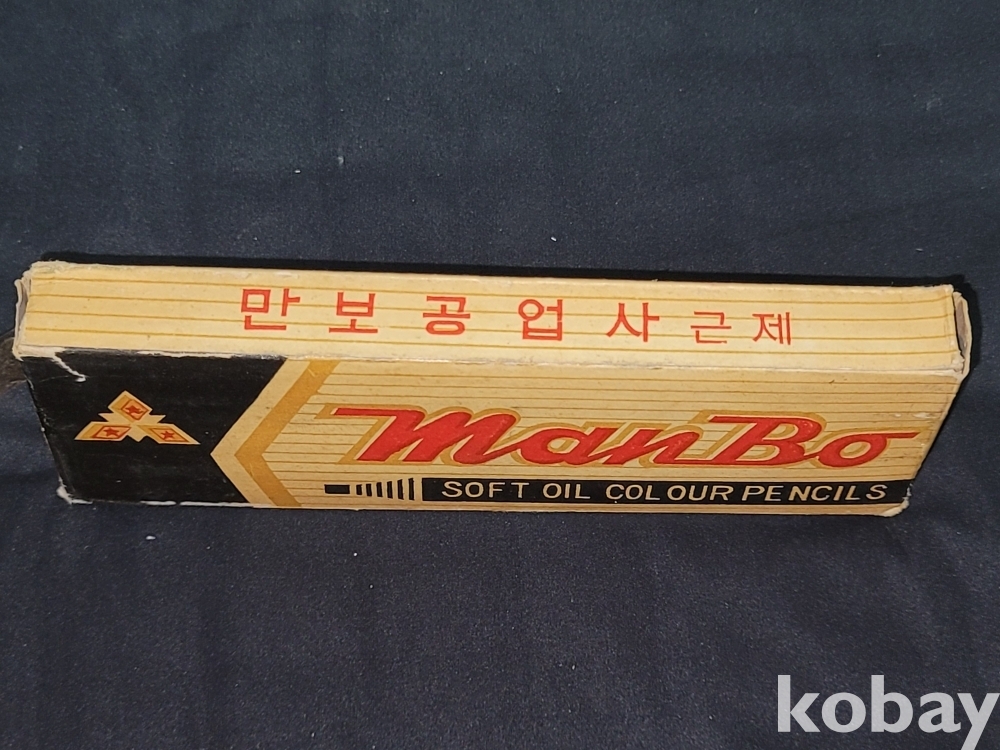 만보공업사근제
ManBo
SOFT OIL COLOUR PENCILS
kobay